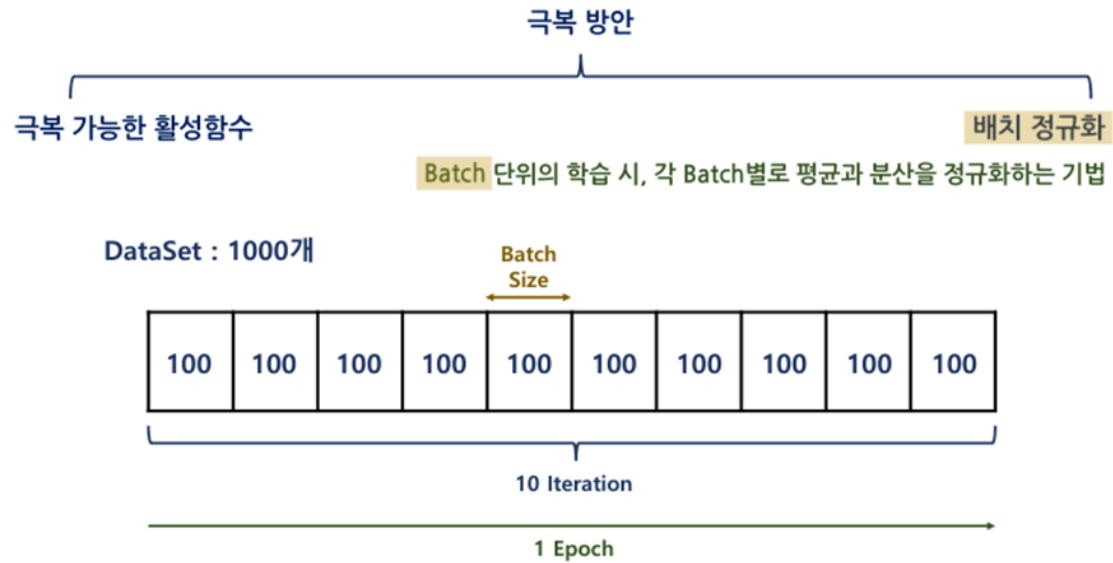 극복 방안
극복 가능한 활성함수
배치 정규화
Batch 단위의 학습 시, 각 Batch별로 평균과 분산을 정규화하는 기법
DataSet : 1000개
Batch
Size
100 100 100 100 100 100 100 100 100 100
10 Iteration
1 Epoch